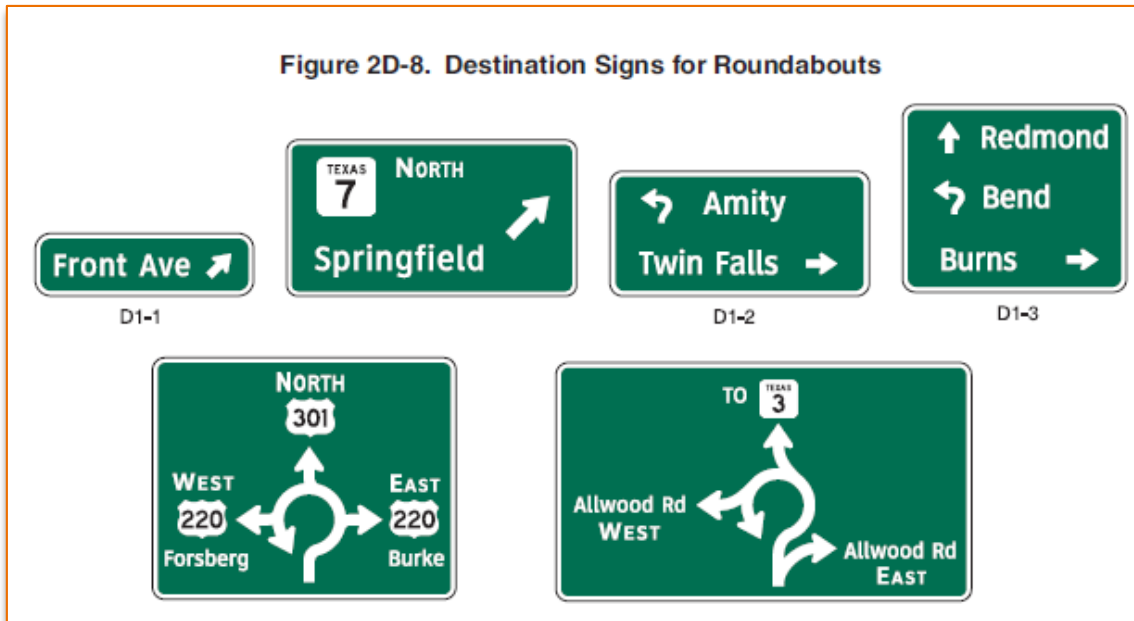 Figure 2D-8. Destination Signs for Roundabouts
Front Ave
D1-1
TEXAS
7
NORTH
Springfield
Amity
Twin Falls
D1-2
Redmond
Bend
Burns
D1-3
NORTH
301
WEST
220
Forsberg
EAST
220
Burke
TO
TEXAS
3
Allwood Rd
WEST
Allwood Rd
EAST